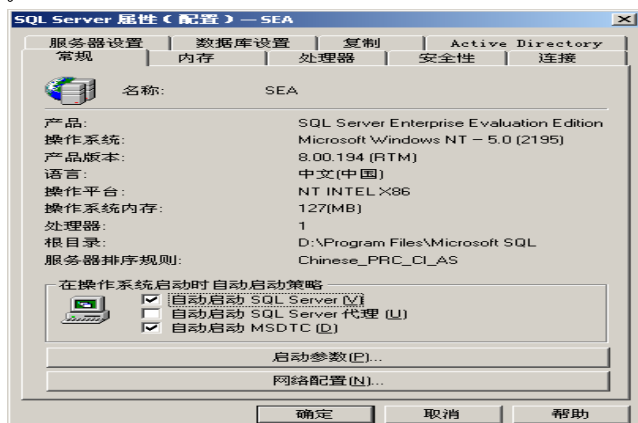 SQL Server 属性（配置）— SEA
服务器设置 数据库设置 复制 Active Directory
常规 内存 处理器 安全性 连接
名称: SEA
产品: SQL Server Enterprise Evaluation Edition
操作系统: Microsoft Windows NT – 5.0 (2195)
产品版本: 8.00.194 (RTM)
语言: 中文(中国)
操作平台: NT INTEL X86
操作系统内存: 127(MB)
处理器: 1
根目录: D:\Program Files\Microsoft SQL
服务器排序规则: Chinese_PRC_CI_AS
在操作系统启动时自动启动策略
自动启动 SQL Server (V)
自动启动 SQL Server 代理 (U)
自动启动 MSDTC (D)
启动参数(P)...
网络配置(N)...
确定 取消 帮助